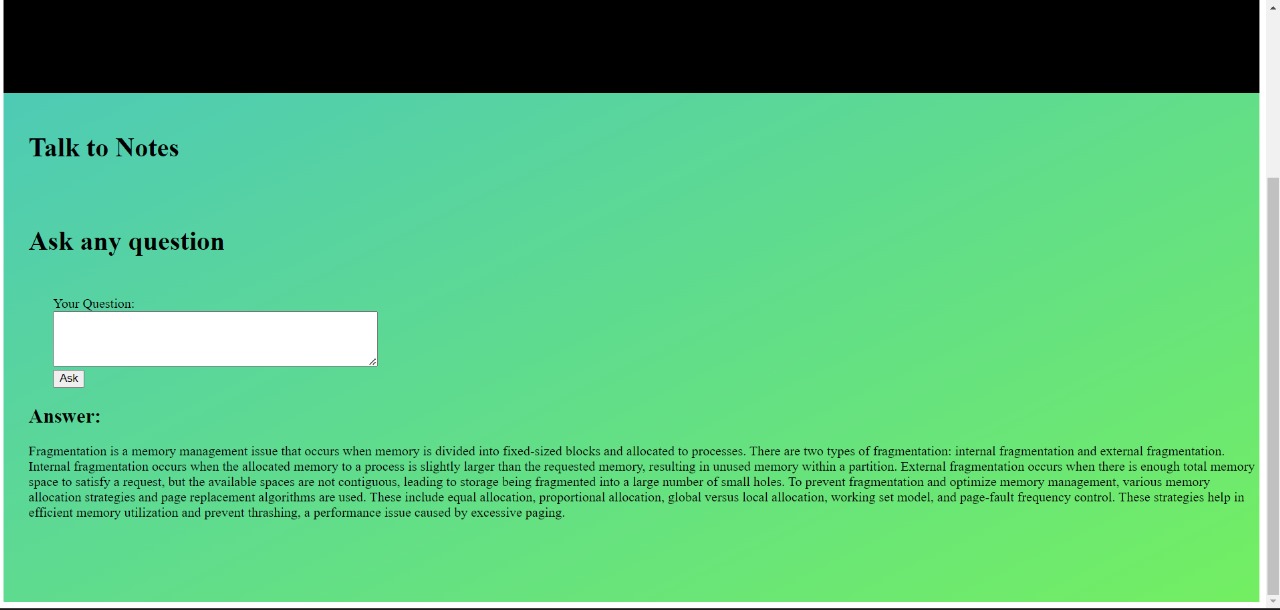 Talk to Notes
Ask any question
Your Question:
Ask
Answer:
Fragmentation is a memory management issue that occurs when memory is divided into fixed-sized blocks and allocated to processes. There are two types of fragmentation: internal fragmentation and external fragmentation.
Internal fragmentation occurs when the allocated memory to a process is slightly larger than the requested memory, resulting in unused memory within a partition. External fragmentation occurs when there is enough total memory
space to satisfy a request, but the available spaces are not contiguous, leading to storage being fragmented into a large number of small holes. To prevent fragmentation and optimize memory management, various memory
allocation strategies and page replacement algorithms are used. These include equal allocation, proportional allocation, global versus local allocation, working set model, and page-fault frequency control. These strategies help in
efficient memory utilization and prevent thrashing, a performance issue caused by excessive paging.